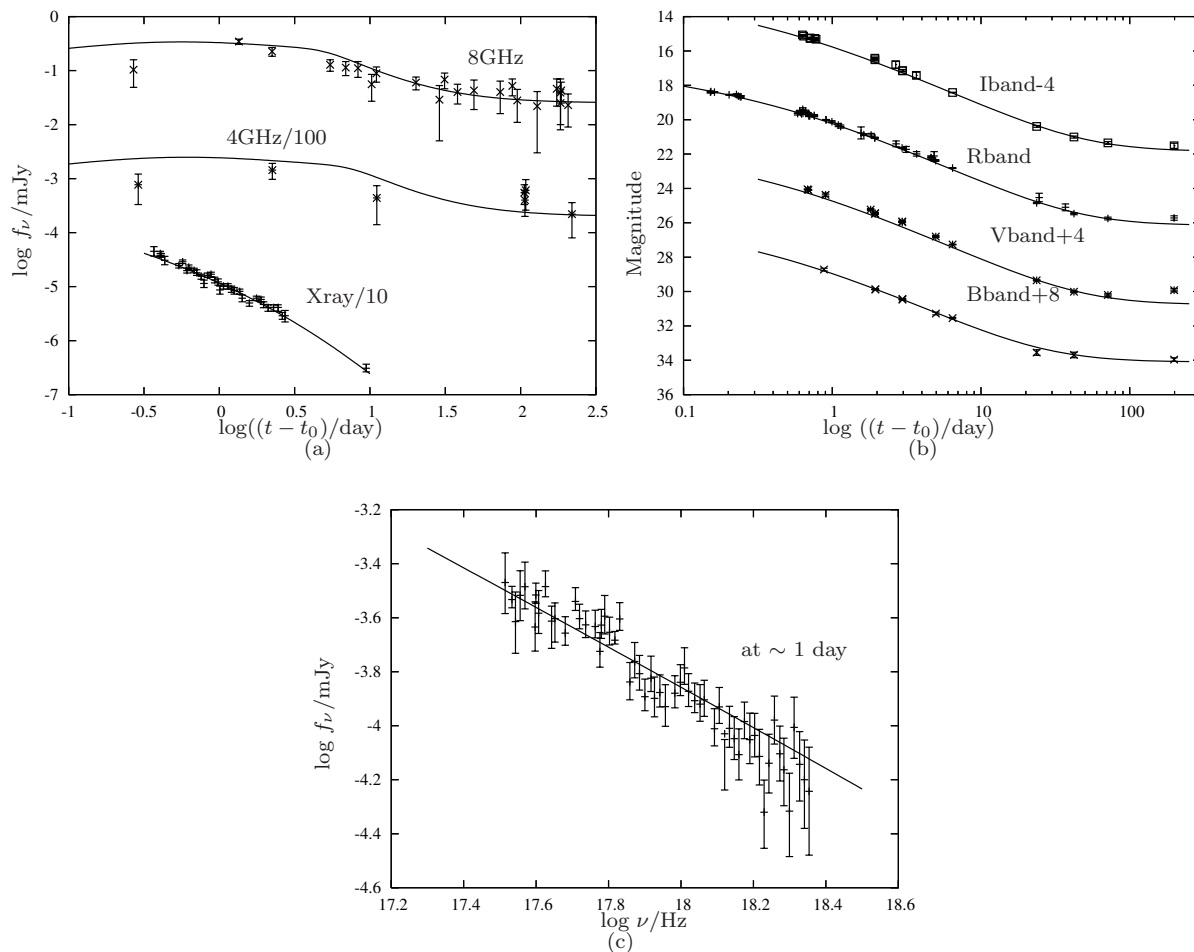 0
-1
-2
-3
-4
-5
-6
-7
log f_ν/mJy
8GHz
4GHz/100
Xray/10
-1 -0.5 0 0.5 1 1.5 2 2.5
log((t − t₀)/day)
(a)
14
16
18
20
22
24
26
28
30
32
34
36
Magnitude
Iband-4
Rband
Vband+4
Bband+8
0.1 1 10 100
log ((t − t₀)/day)
(b)
-3.2
-3.4
-3.6
-3.8
-4
-4.2
-4.4
-4.6
log f_ν/mJy
at ∼ 1 day
17.2 17.4 17.6 17.8 18 18.2 18.4 18.6
log ν/Hz
(c)